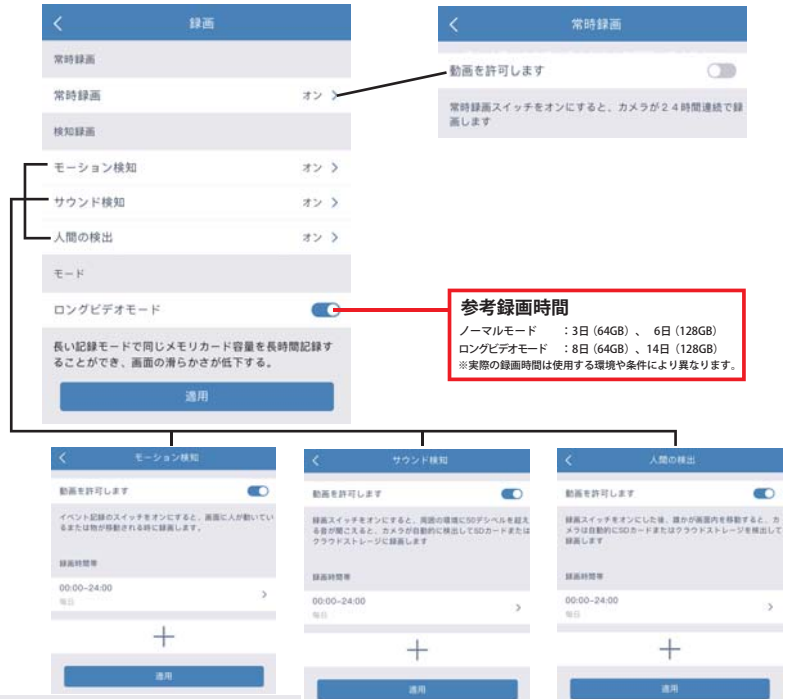 録画
常時録画
常時録画 オン
検知録画
モーション検知 オン
サウンド検知 オン
人間の検出 オン
モード
ロングビデオモード
長い記録モードで同じメモリカード容量を長時間記録す
ることができ、画面の滑らかさが低下する。
適用
常時録画
動画を許可します
常時録画スイッチをオンにすると、カメラが24時間連続で録
画します
参考録画時間
ノーマルモード :3日(64GB)、 6日(128GB)
ロングビデオモード :8日(64GB)、14日(128GB)
※実際の録画時間は使用する環境や条件により異なります。
モーション検知
動画を許可します
イベント記録のスイッチをオンにすると、画面に人が動いてい
るまたは物が移動される時に録画します。
録画時間帯
00:00-24:00
毎日
適用
サウンド検知
動画を許可します
録画スイッチをオンにすると、周囲の環境に50デシベルを超え
る音が聞こえると、カメラが自動的に検出してSDカードまたは
クラウドストレージに録画します
録画時間帯
00:00-24:00
毎日
適用
人間の検出
動画を許可します
録画スイッチをオンにした後、誰かが画面内を移動すると、カ
メラは自動的にSDカードまたはクラウドストレージを検出して
録画します
録画時間帯
00:00-24:00
毎日
適用